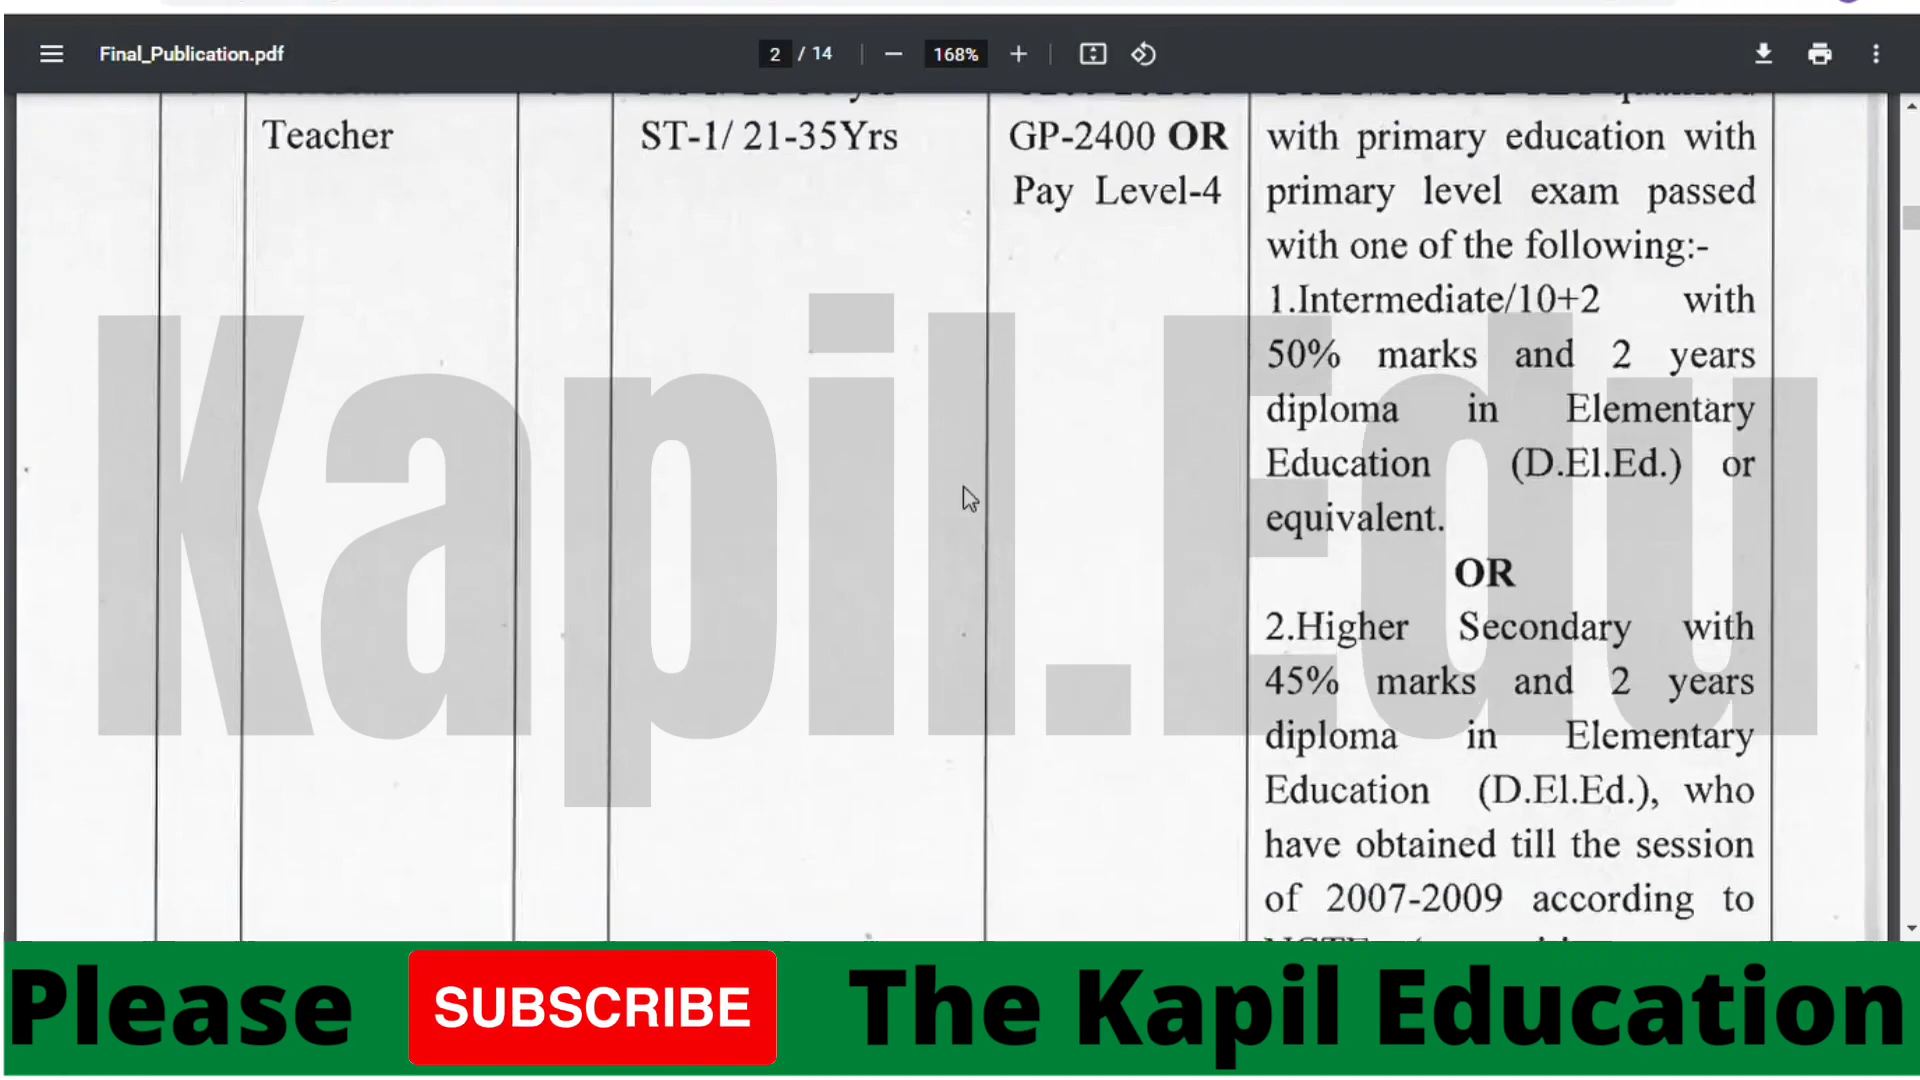 Final_Publication.pdf
2 / 14
168%
Teacher
ST-1/ 21-35Yrs
GP-2400 OR
Pay Level-4
with primary education with
primary level exam passed
with one of the following:-
1.Intermediate/10+2 with
50% marks and 2 years
diploma in Elementary
Education (D.El.Ed.) or
equivalent.
OR
2.Higher Secondary with
45% marks and 2 years
diploma in Elementary
Education (D.El.Ed.), who
have obtained till the session
of 2007-2009 according to
Kapil.Edu
Please SUBSCRIBE The Kapil Education